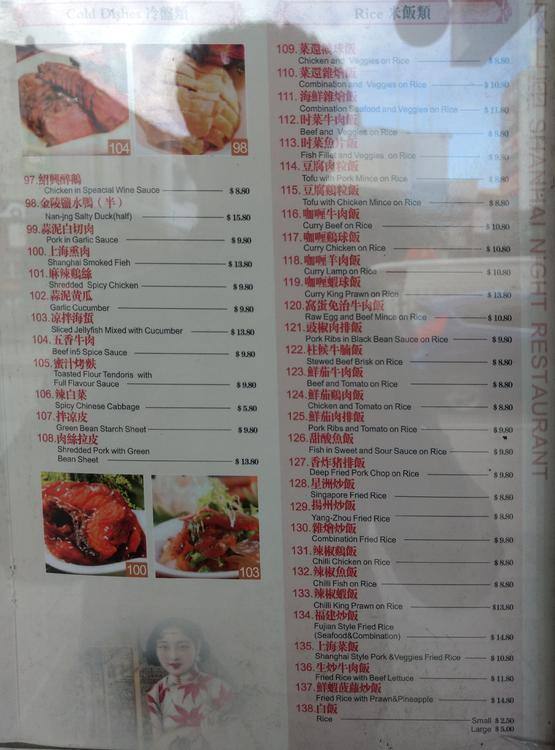 Cold Dishes 冷盤類
104
98
97.紹興醉鷄
Chicken in Speacial Wine Sauce $ 8.80
98.金陵鹽水鴨（半）
Nan-jng Salty Duck(half) $ 15.80
99.蒜泥白切肉
Pork in Garlic Sauce $ 9.80
100.上海熏肉
Shanghai Smoked Fieh $ 13.80
101.麻辣鷄絲
Shredded Spicy Chicken $ 9.80
102.蒜泥黄瓜
Garlic Cucumber $ 9.80
103.凉拌海蜇
Sliced Jellyfish Mixed with Cucumber $ 13.80
104.五香牛肉
Beef in5 Spice Sauce $ 9.80
105.蜜汁烤麩
Toasted Flour Tendoris with
Full Flavour Sauce $ 9.80
106.辣白菜
Spicy Chinese Cabbage $ 5.80
107.拌凉皮
Green Bean Starch Sheet $ 9.80
108.肉絲拉皮
Shredded Pork with Green
Bean Sheet $ 13.80
100
103
Rice 米飯類
109.菜遠鷄球飯
Chicken and Veggies on Rice $ 8.80
110.菜遠雜燴飯
Combination and Veggies on Rice $ 10.80
111.海鮮雜燴飯
Combination Seafood and Veggies on Rice $ 11.80
112.时菜牛肉飯
Beef and Veggies on Rice $ 8.80
113.时菜魚片飯
Fish Fillet and Veggies on Rice $ 9.80
114.豆腐肉粒飯
Tofu with Pork Mince on Rice $ 8.80
115.豆腐鷄粒飯
Tofu with Chicken Mince on Rice $ 8.80
116.咖喱牛肉飯
Curry Beef on Rice $ 10.80
117.咖喱鷄球飯
Curry Chicken on Rice $ 10.80
118.咖喱羊肉飯
Curry Lamp on Rice $ 10.80
119.咖喱蝦球飯
Curry King Prawn on Rice $ 13.80
120.窩蛋免治牛肉飯
Raw Egg and Beef Mince on Rice $ 10.80
121.豉椒肉排飯
Pork Ribs in Black Bean Sauce on Rice $ 9.80
122.柱候牛腩飯
Stewed Beef Brisk on Rice $ 8.80
123.鮮茄牛肉飯
Beef and Tomato on Rice $ 8.80
124.鮮茄鷄肉飯
Chicken and Tomato on Rice $ 8.80
125.鮮茄肉排飯
Pork Ribs and Tomato on Rice $ 9.80
126.甜酸魚飯
Fish in Sweet and Sour Sauce on Rice $ 9.80
127.香炸猪排飯
Deep Fried Pork Chop on Rice $ 9.80
128.星洲炒飯
Singapore Fried Rice $ 8.80
129.揚州炒飯
Yang-Zhou Fried Rice $ 8.80
130.雜燴炒飯
Combination Fried Rice $ 9.80
131.辣椒鷄飯
Chilli Chicken on Rice $ 8.80
132.辣椒魚飯
Chilli Fish on Rice $ 8.80
133.辣椒蝦飯
Chilli King Prawn on Rice $13.80
134.福建炒飯
Fujian Style Fried Rice
(Seafood&Combination) $ 14.80
135.上海菜飯
Shanghai Style Pork &Veggies Fried Rice $ 10.80
136.生炒牛肉飯
Fried Rice with Beef Lettuce $ 11.80
137.鮮蝦菠蘿炒飯
Fried Rice with Prawn&Pineapple $ 14.80
138.白飯
Rice Small $ 2.50
Large $ 5.00
SHANGHAI NIGHT RESTAURANT